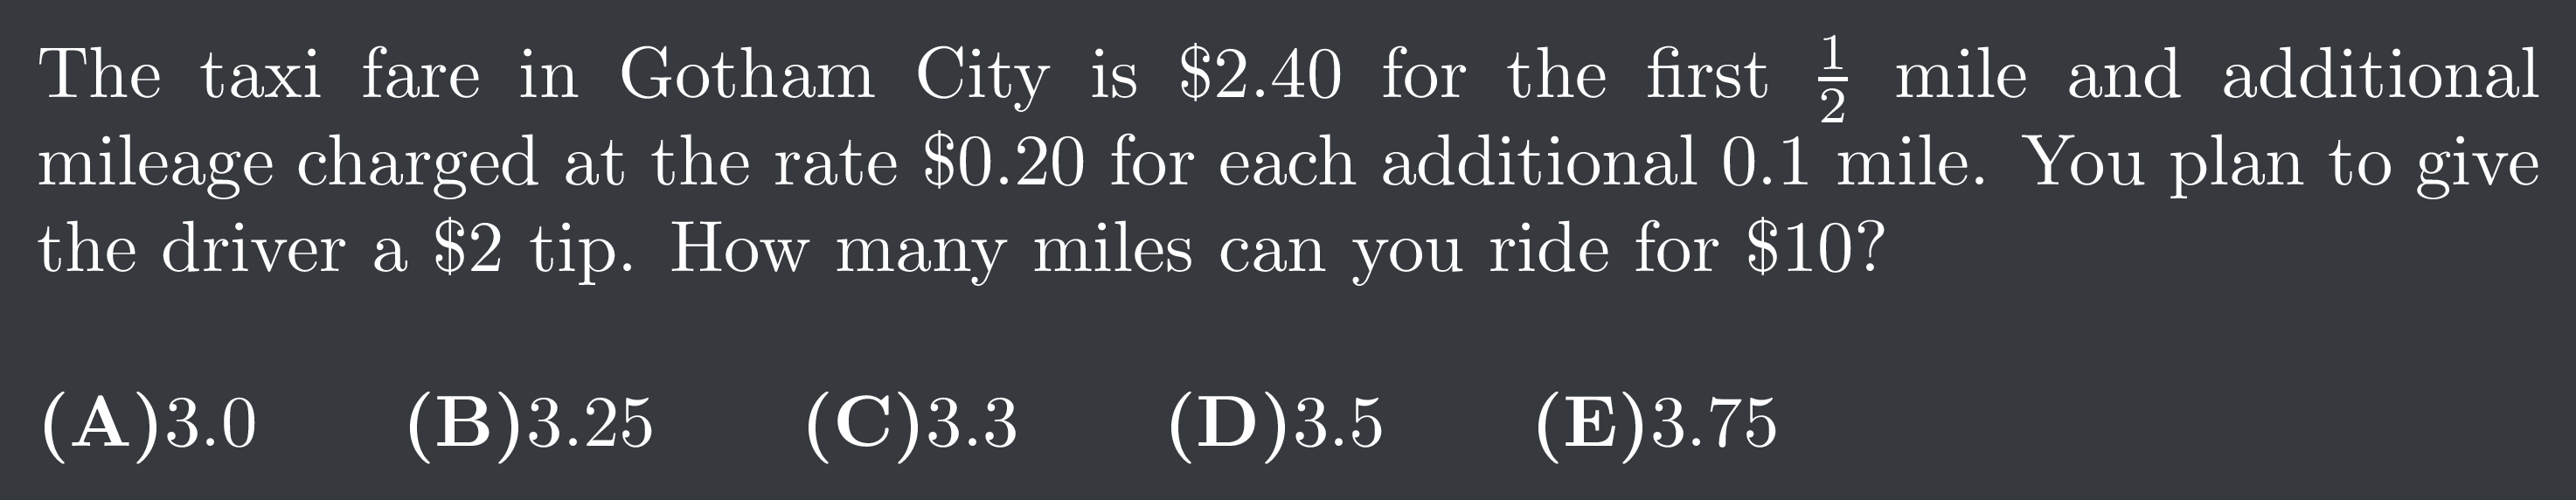 The taxi fare in Gotham City is $2.40 for the first $\frac{1}{2}$ mile and additional
mileage charged at the rate $0.20 for each additional 0.1 mile. You plan to give
the driver a $2 tip. How many miles can you ride for $10?
(A)3.0 (B)3.25 (C)3.3 (D)3.5 (E)3.75